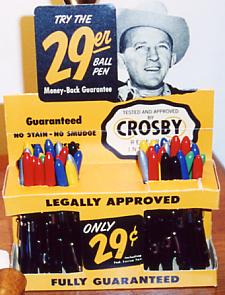 TRY THE
29er
BALL
PEN
Money-Back Guarantee
Guaranteed
NO STAIN - NO SMUDGE
TESTED AND APPROVED
BY
CROSBY
LEGALLY APPROVED
ONLY
29¢
including
FULLY GUARANTEED